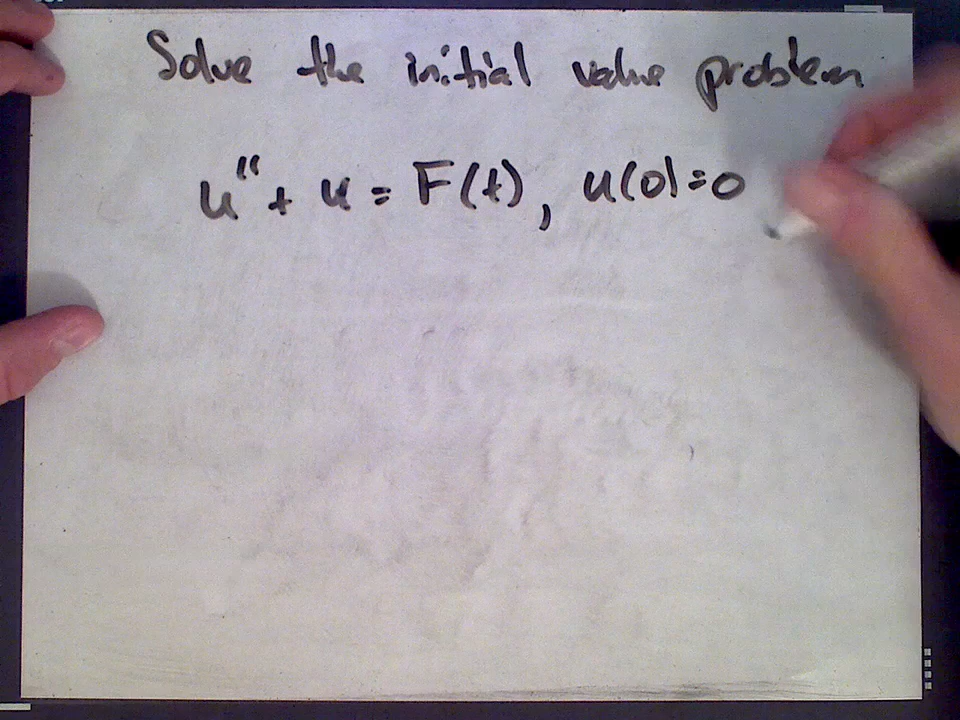 Solve the initial value problem
u'' + u = F(t), u(0)=0